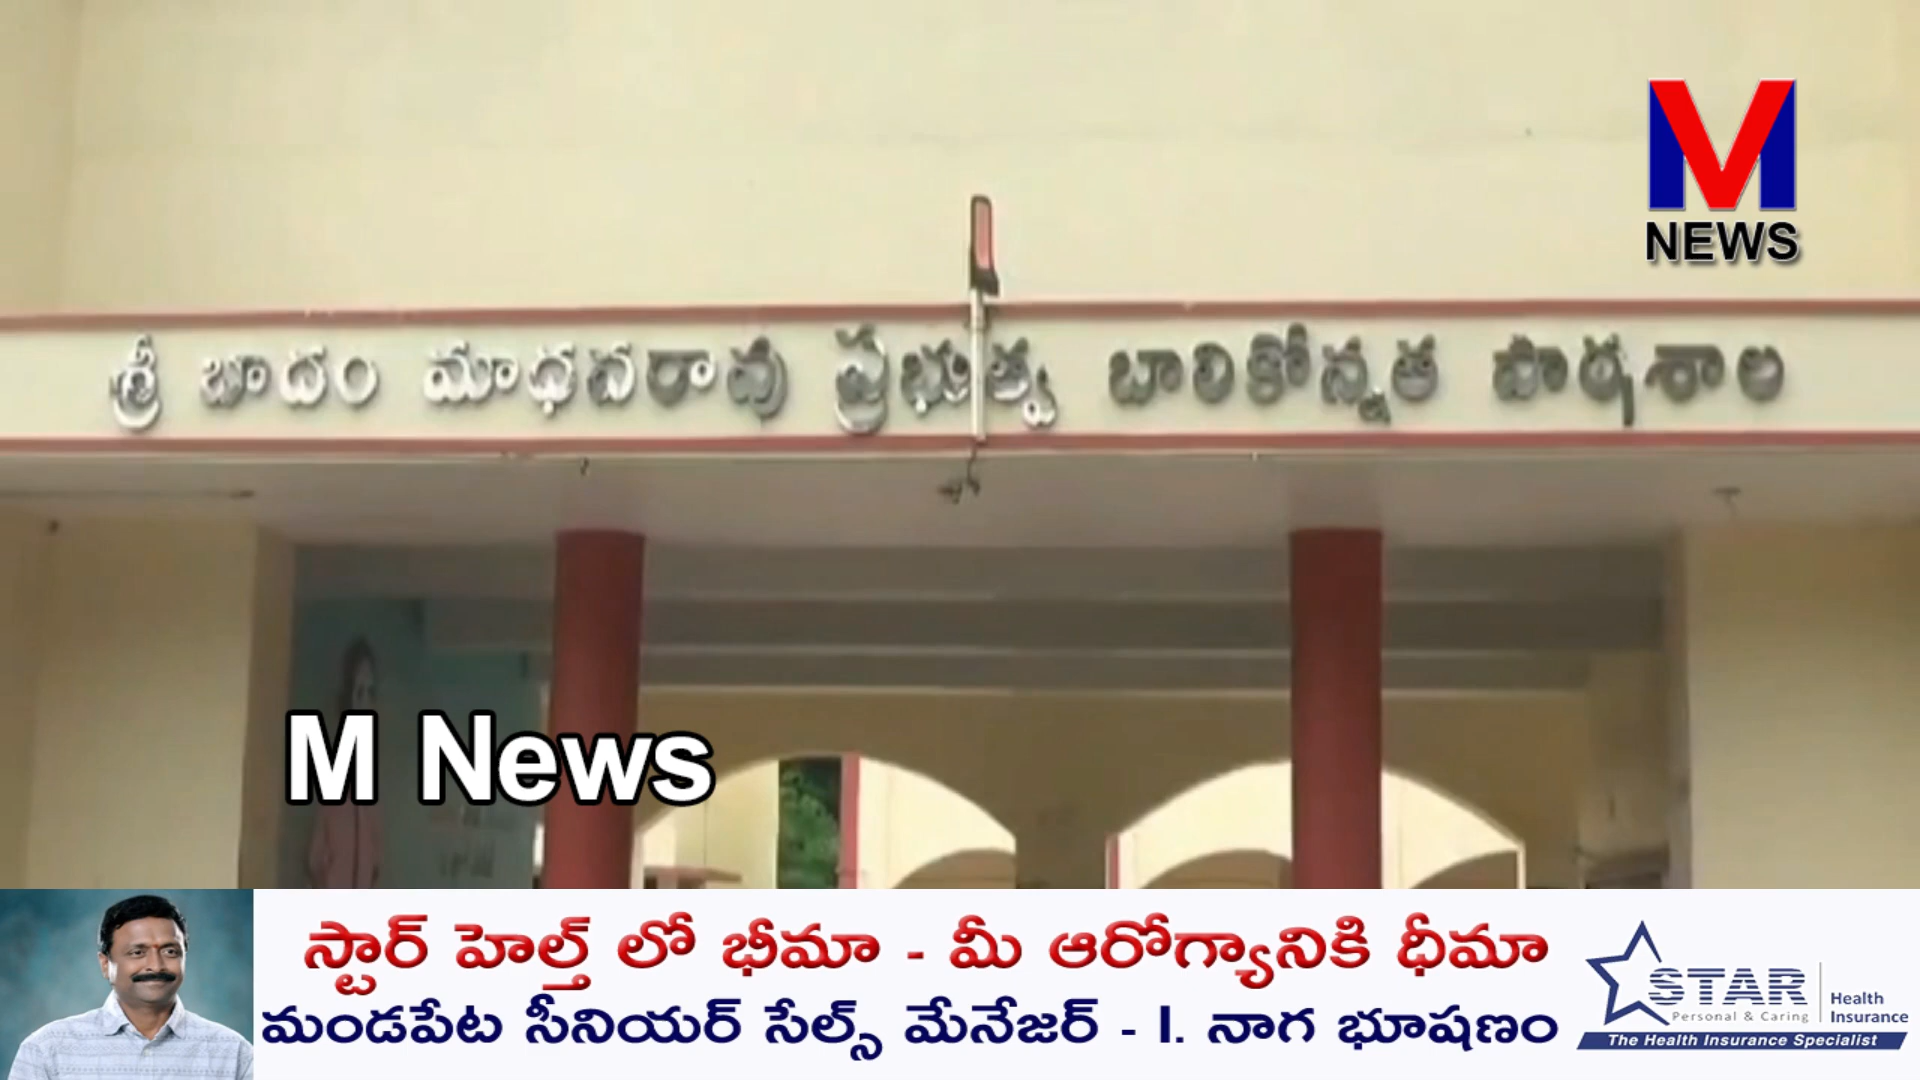 M
NEWS
శ్రీ బాదం మాధవరావు ప్రభుత్వ బాలికోన్నత పాఠశాల
M News
స్టార్ హెల్త్ లో భీమా - మీ ఆరోగ్యానికి ధీమా
మండపేట సీనియర్ సేల్స్ మేనేజర్ - I. నాగ భూషణం
STAR Health
Personal & Caring Insurance
The Health Insurance Specialist